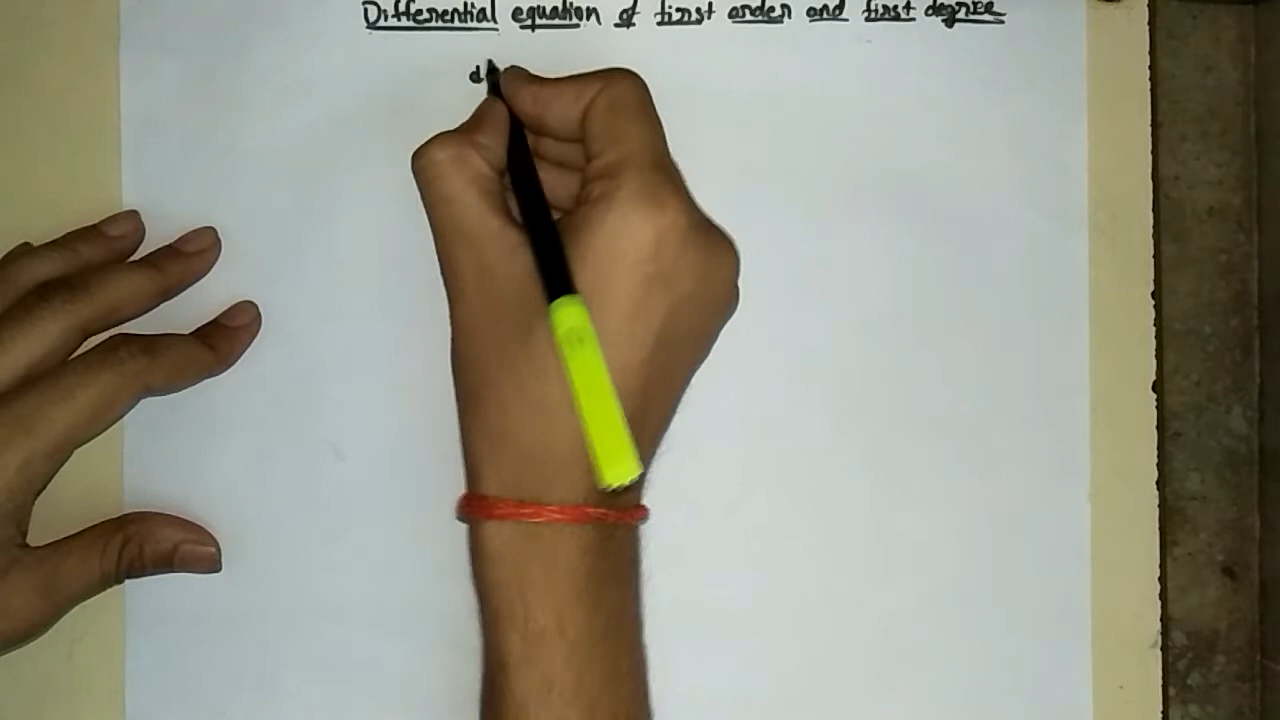 Differential equation of first order and first degree
d